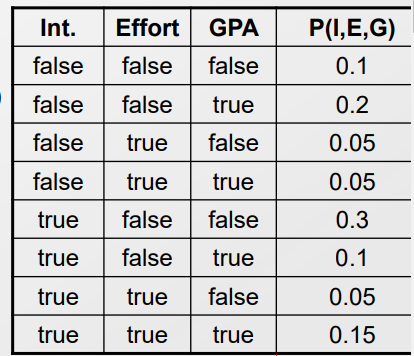 Int. Effort GPA P(I,E,G)
false false false 0.1
false false true 0.2
false true false 0.05
false true true 0.05
true false false 0.3
true false true 0.1
true true false 0.05
true true true 0.15